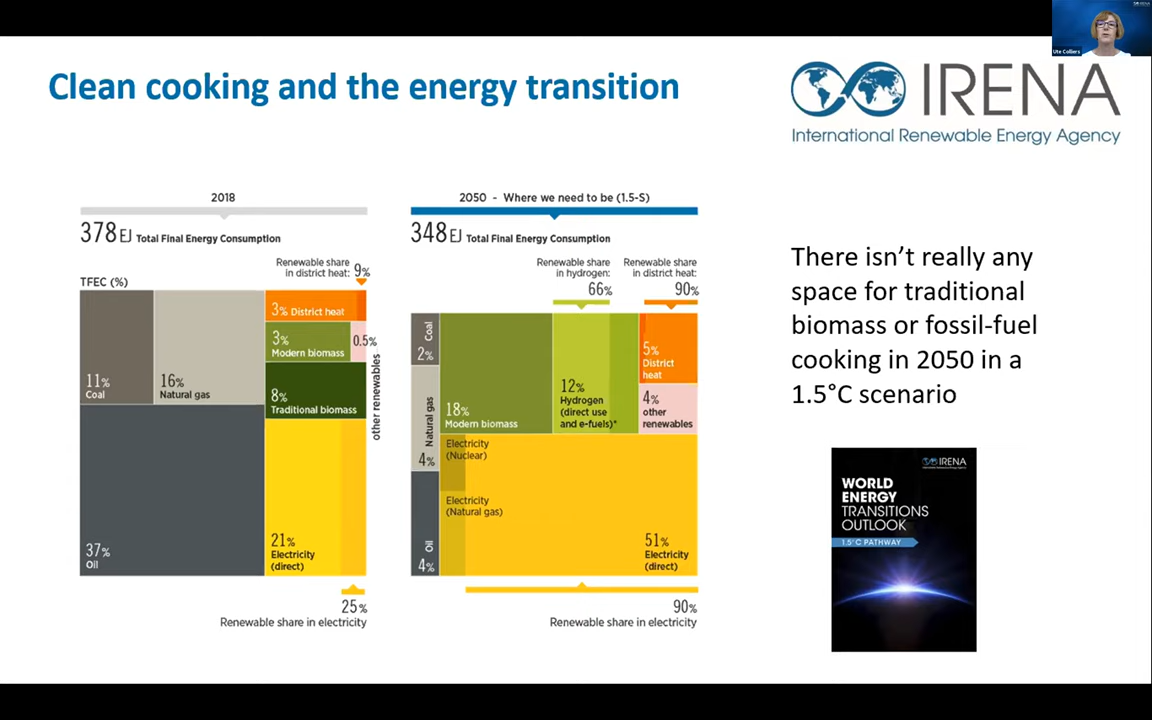 IRENA
Ute Colliers
Clean cooking and the energy transition
IRENA
International Renewable Energy Agency
2018
378 EJ Total Final Energy Consumption
Renewable share
in district heat: 9%
TFEC (%)
3% District heat
3%
Modern biomass
0.5%
other renewables
11%
Coal
16%
Natural gas
8%
Traditional biomass
37%
Oil
21%
Electricity
(direct)
25%
Renewable share in electricity
2050 - Where we need to be (1.5-S)
348 EJ Total Final Energy Consumption
Renewable share
in hydrogen:
66%
Renewable share
in district heat:
90%
Coal
2%
Natural gas
4%
Oil
4%
18%
Modern biomass
12%
Hydrogen
(direct use
and e-fuels)*
5%
District
heat
4%
other
renewables
Electricity
(Nuclear)
Electricity
(Natural gas)
51%
Electricity
(direct)
90%
Renewable share in electricity
There isn’t really any
space for traditional
biomass or fossil-fuel
cooking in 2050 in a
1.5°C scenario
IRENA
WORLD
ENERGY
TRANSITIONS
OUTLOOK
1.5°C PATHWAY